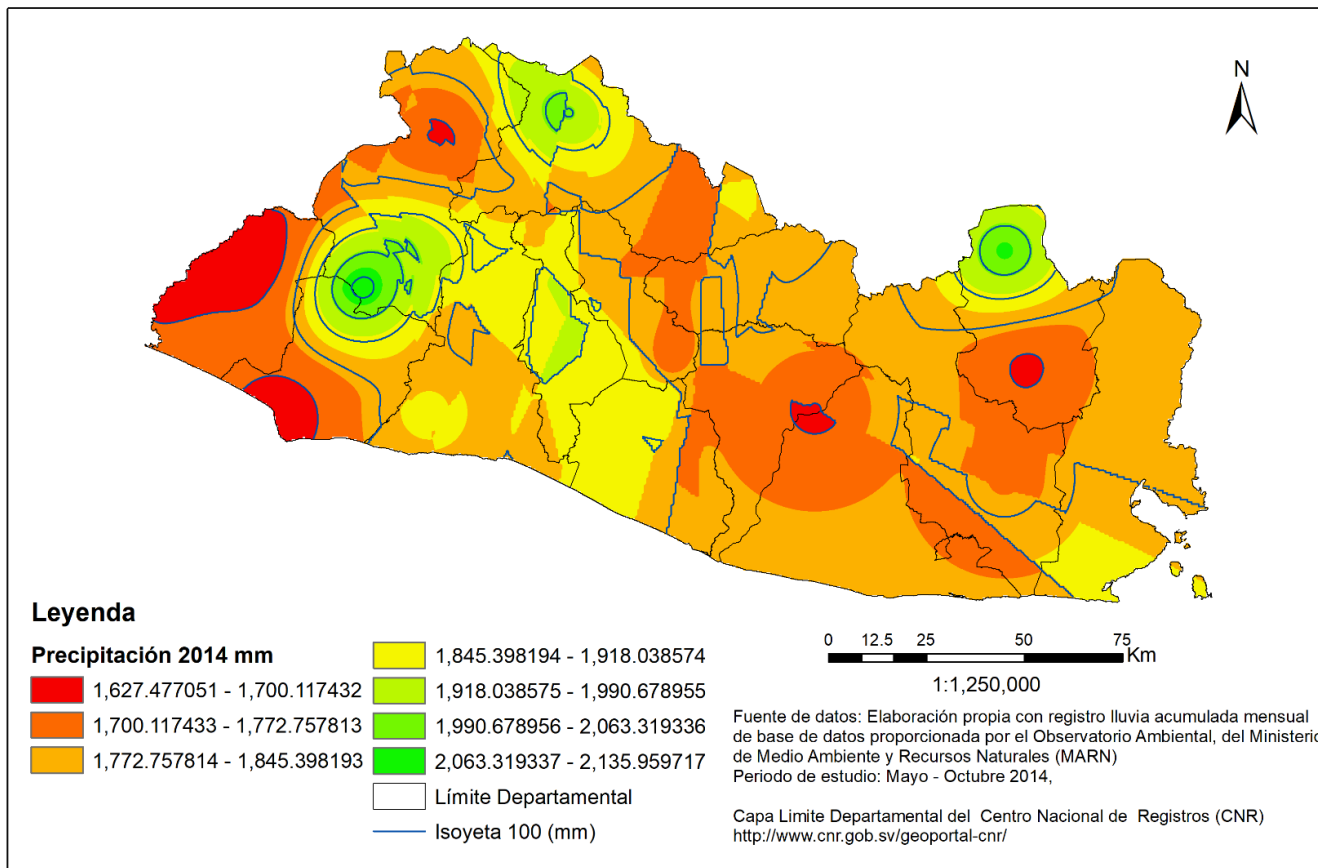 N
Leyenda
Precipitación 2014 mm
1,627.477051 - 1,700.117432
1,700.117433 - 1,772.757813
1,772.757814 - 1,845.398193
1,845.398194 - 1,918.038574
1,918.038575 - 1,990.678955
1,990.678956 - 2,063.319336
2,063.319337 - 2,135.959717
Límite Departamental
Isoyeta 100 (mm)
0 12.5 25 50 75
Km
1:1,250,000
Fuente de datos: Elaboración propia con registro lluvia acumulada mensual
de base de datos proporcionada por el Observatorio Ambiental, del Ministerio
de Medio Ambiente y Recursos Naturales (MARN)
Periodo de estudio: Mayo - Octubre 2014,
Capa Limite Departamental del Centro Nacional de Registros (CNR)
http://www.cnr.gob.sv/geoportal-cnr/